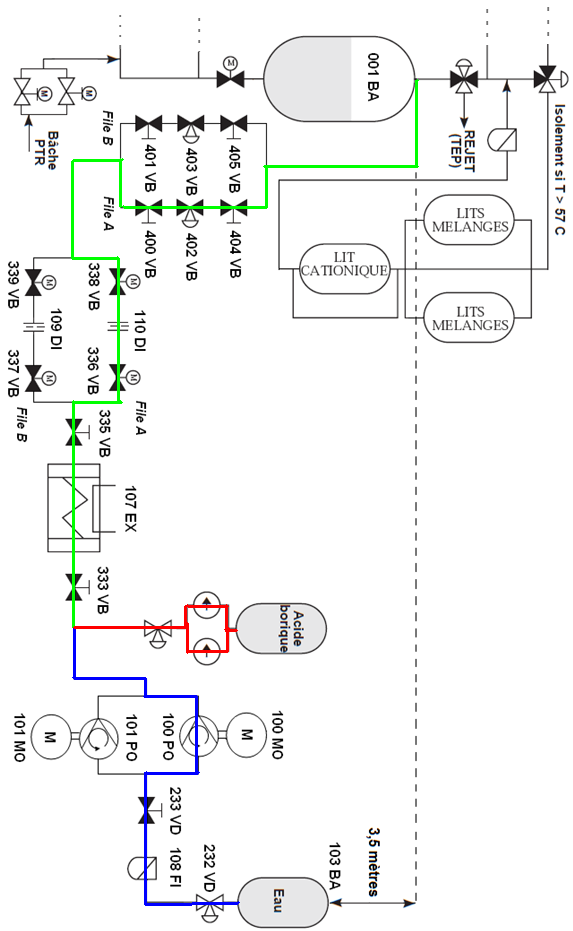 001 BA
M
REJET
(TEP)
Isolement si T > 57 C
M
M
Bâche
PTR
File B
401 VB
403 VB
405 VB
File A
400 VB
402 VB
404 VB
LITS
MELANGES
LIT
CATIONIQUE
LITS
MELANGES
339 VB
M
338 VB
M
109 DI
110 DI
337 VB
M
336 VB
M
File B
File A
335 VB
107 EX
333 VB
Acide
borique
101 MO
M
101 PO
100 PO
M
100 MO
233 VD
108 FI
232 VD
Eau
103 BA
3,5 mètres